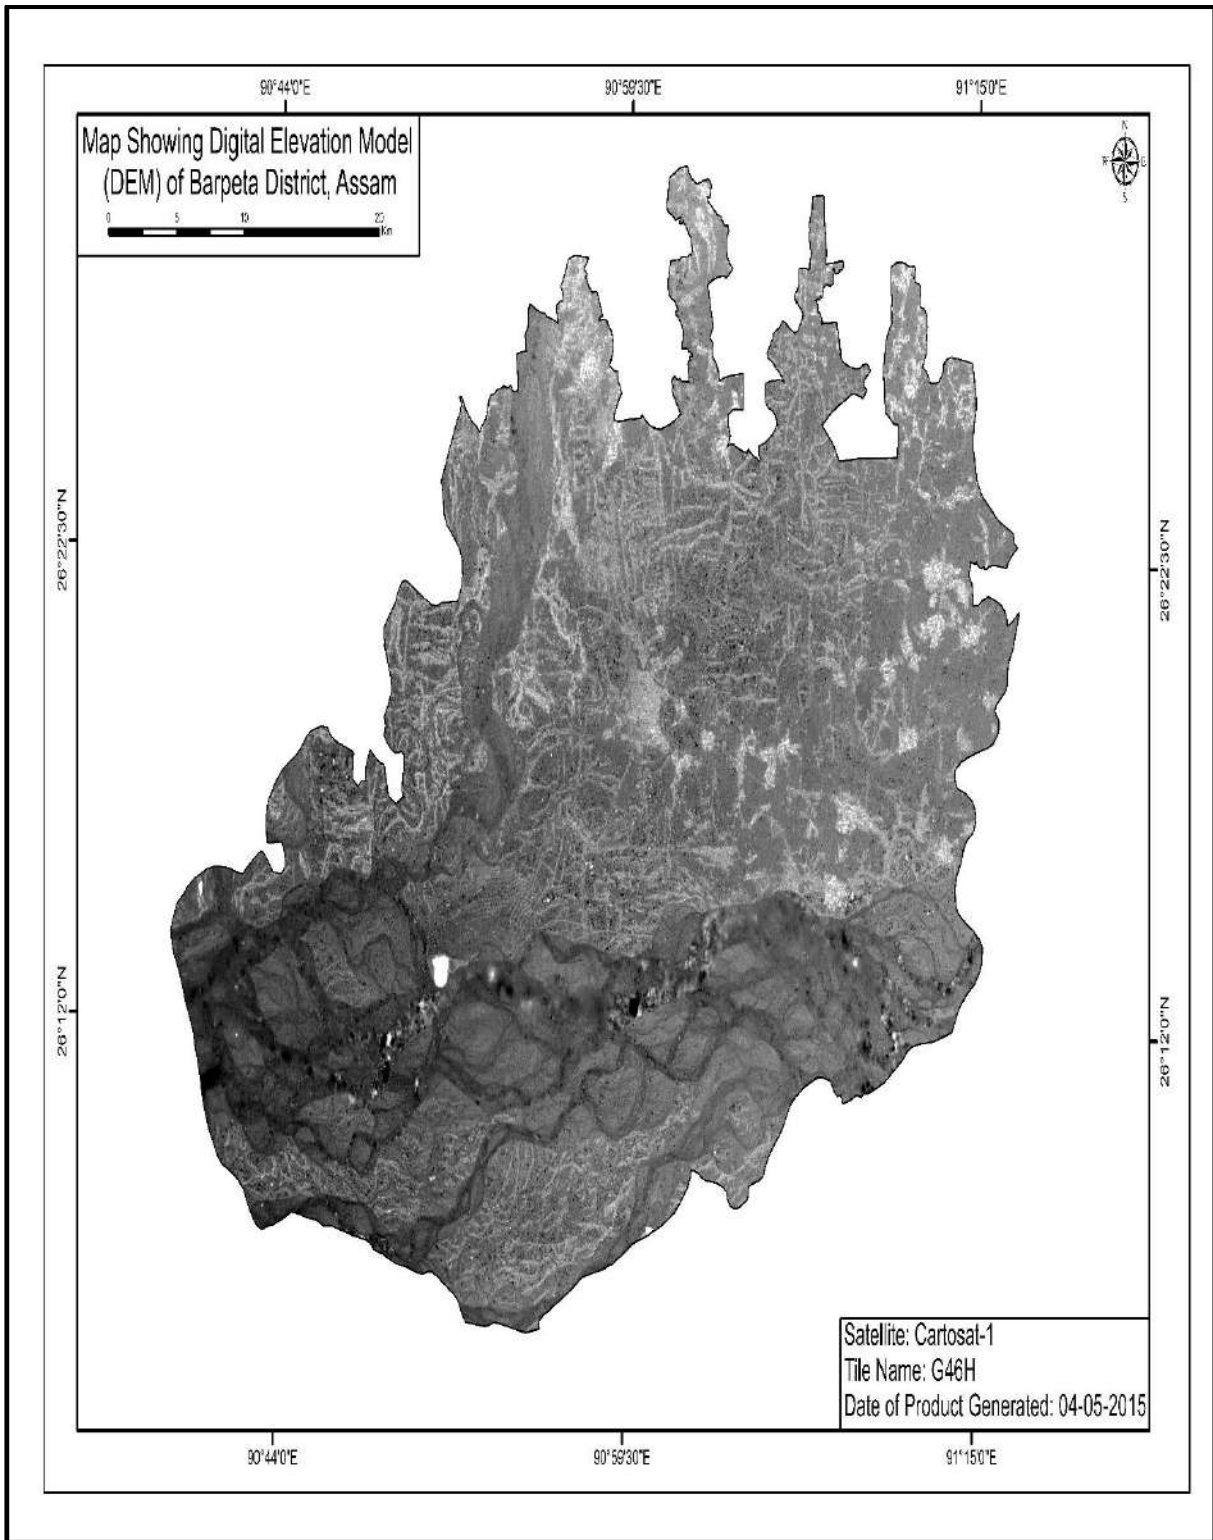 90°44'0"E 90°59'30"E 91°15'0"E
Map Showing Digital Elevation Model
(DEM) of Barpeta District, Assam
0 5 10 20
Km
N
W E
S
26°22'30"N
26°22'30"N
26°12'0"N
26°12'0"N
Satellite: Cartosat-1
Tile Name: G46H
Date of Product Generated: 04-05-2015
90°44'0"E 90°59'30"E 91°15'0"E